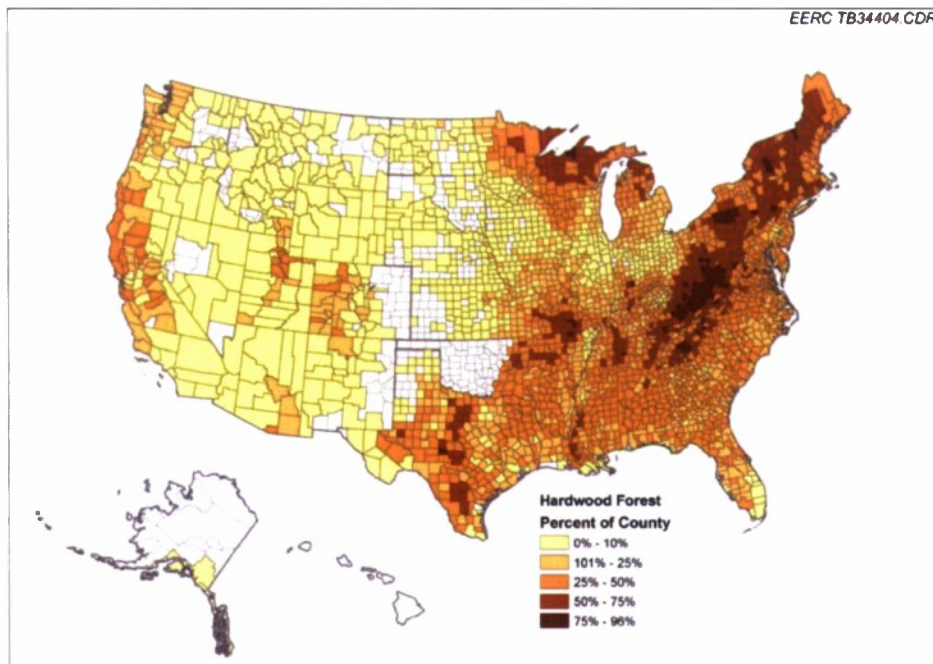 EERC TB34404.CDR
Hardwood Forest
Percent of County
0% - 10%
101% - 25%
25% - 50%
50% - 75%
75% - 96%